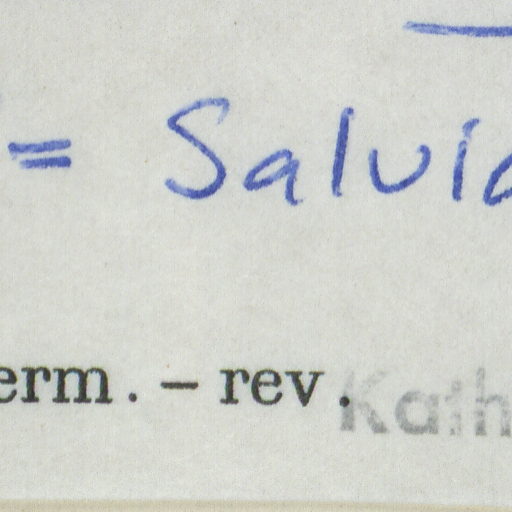 = Salvia
erm. – rev. Kath